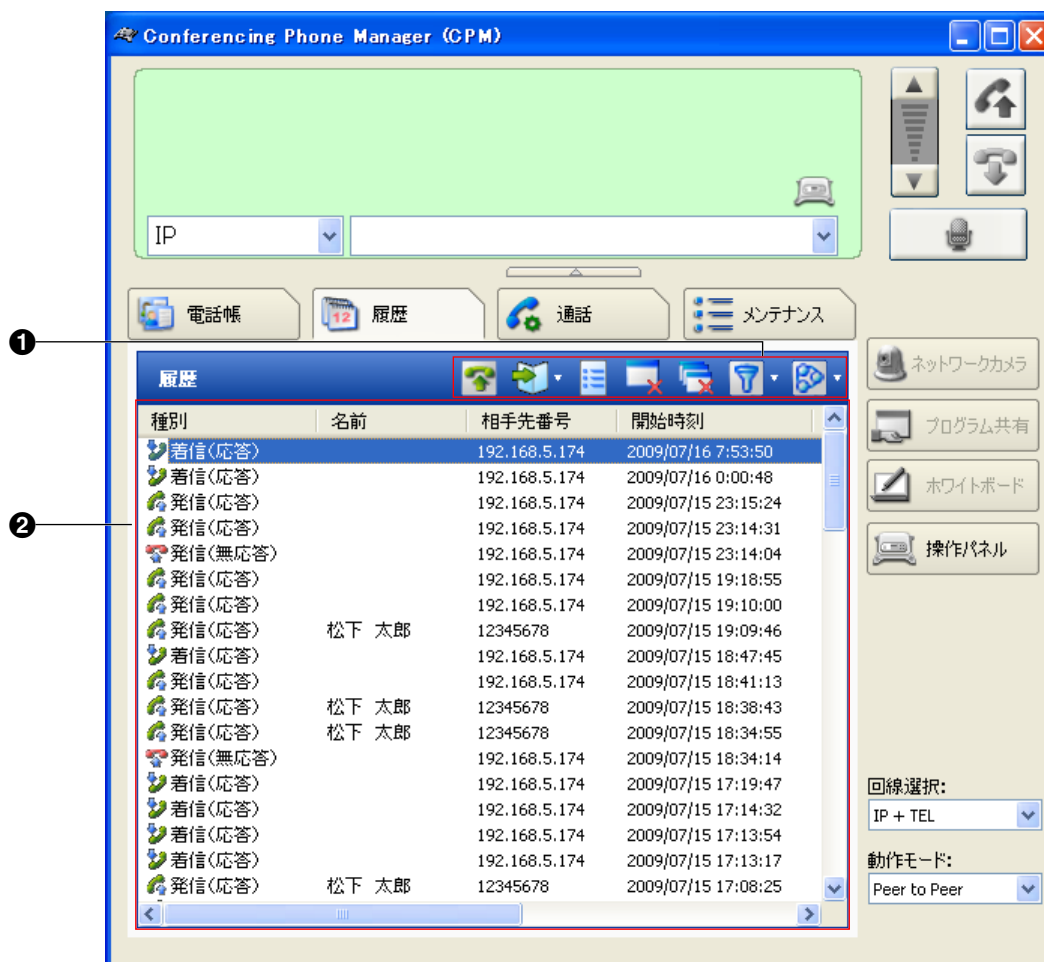 Conferencing Phone Manager (CPM)
IP
電話帳 履歴 通話 メンテナンス
❶
履歴
種別 名前 相手先番号 開始時刻
着信(応答) 192.168.5.174 2009/07/16 7:53:50
着信(応答) 192.168.5.174 2009/07/16 0:00:48
発信(応答) 192.168.5.174 2009/07/15 23:15:24
❷
発信(応答) 192.168.5.174 2009/07/15 23:14:31
発信(無応答) 192.168.5.174 2009/07/15 23:14:04
発信(応答) 192.168.5.174 2009/07/15 19:18:55
発信(応答) 192.168.5.174 2009/07/15 19:10:00
発信(応答) 松下 太郎 12345678 2009/07/15 19:09:46
着信(応答) 192.168.5.174 2009/07/15 18:47:45
発信(応答) 192.168.5.174 2009/07/15 18:41:13
発信(応答) 松下 太郎 12345678 2009/07/15 18:38:43
発信(応答) 松下 太郎 12345678 2009/07/15 18:34:55
発信(無応答) 192.168.5.174 2009/07/15 18:34:14
着信(応答) 192.168.5.174 2009/07/15 17:19:47
着信(応答) 192.168.5.174 2009/07/15 17:14:32
着信(応答) 192.168.5.174 2009/07/15 17:13:54
着信(応答) 192.168.5.174 2009/07/15 17:13:17
発信(応答) 松下 太郎 12345678 2009/07/15 17:08:25
ネットワークカメラ
プログラム共有
ホワイトボード
操作パネル
回線選択:
IP + TEL
動作モード:
Peer to Peer
12